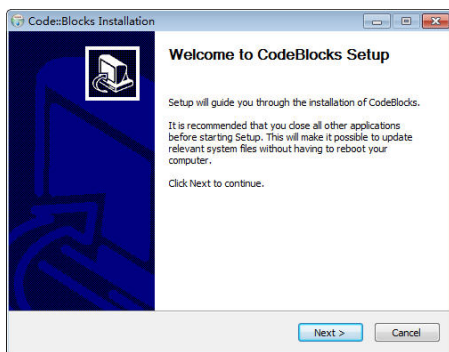 Code::Blocks Installation
Welcome to CodeBlocks Setup
Setup will guide you through the installation of CodeBlocks.
It is recommended that you close all other applications
before starting Setup. This will make it possible to update
relevant system files without having to reboot your
computer.
Click Next to continue.
Next >
Cancel